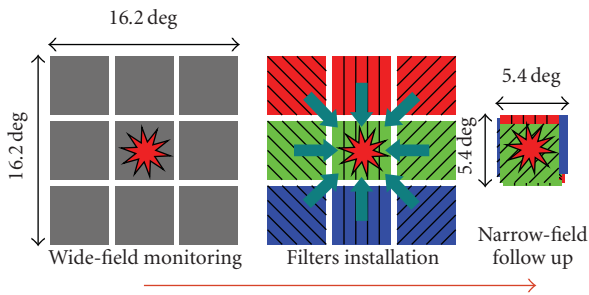 16.2 deg
16.2 deg
5.4 deg
5.4 deg
Wide-field monitoring
Filters installation
Narrow-field
follow up